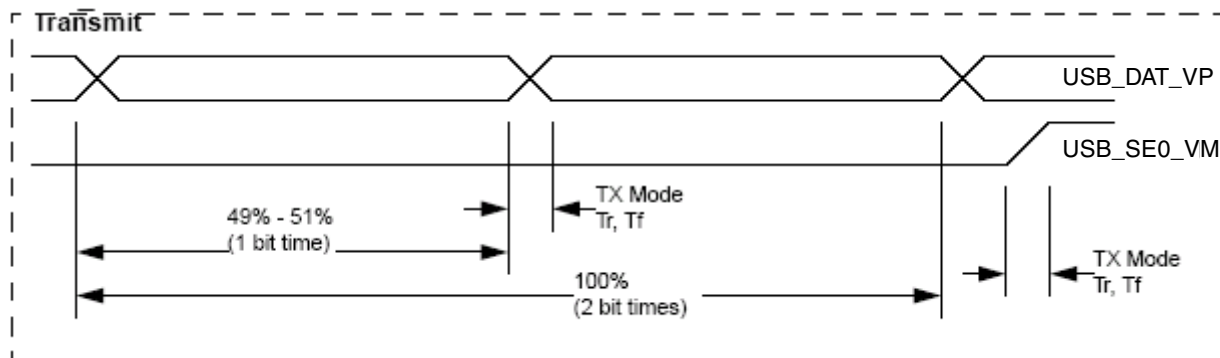 Transmit
USB_DAT_VP
USB_SE0_VM
TX Mode
Tr, Tf
49% - 51%
(1 bit time)
TX Mode
Tr, Tf
100%
(2 bit times)